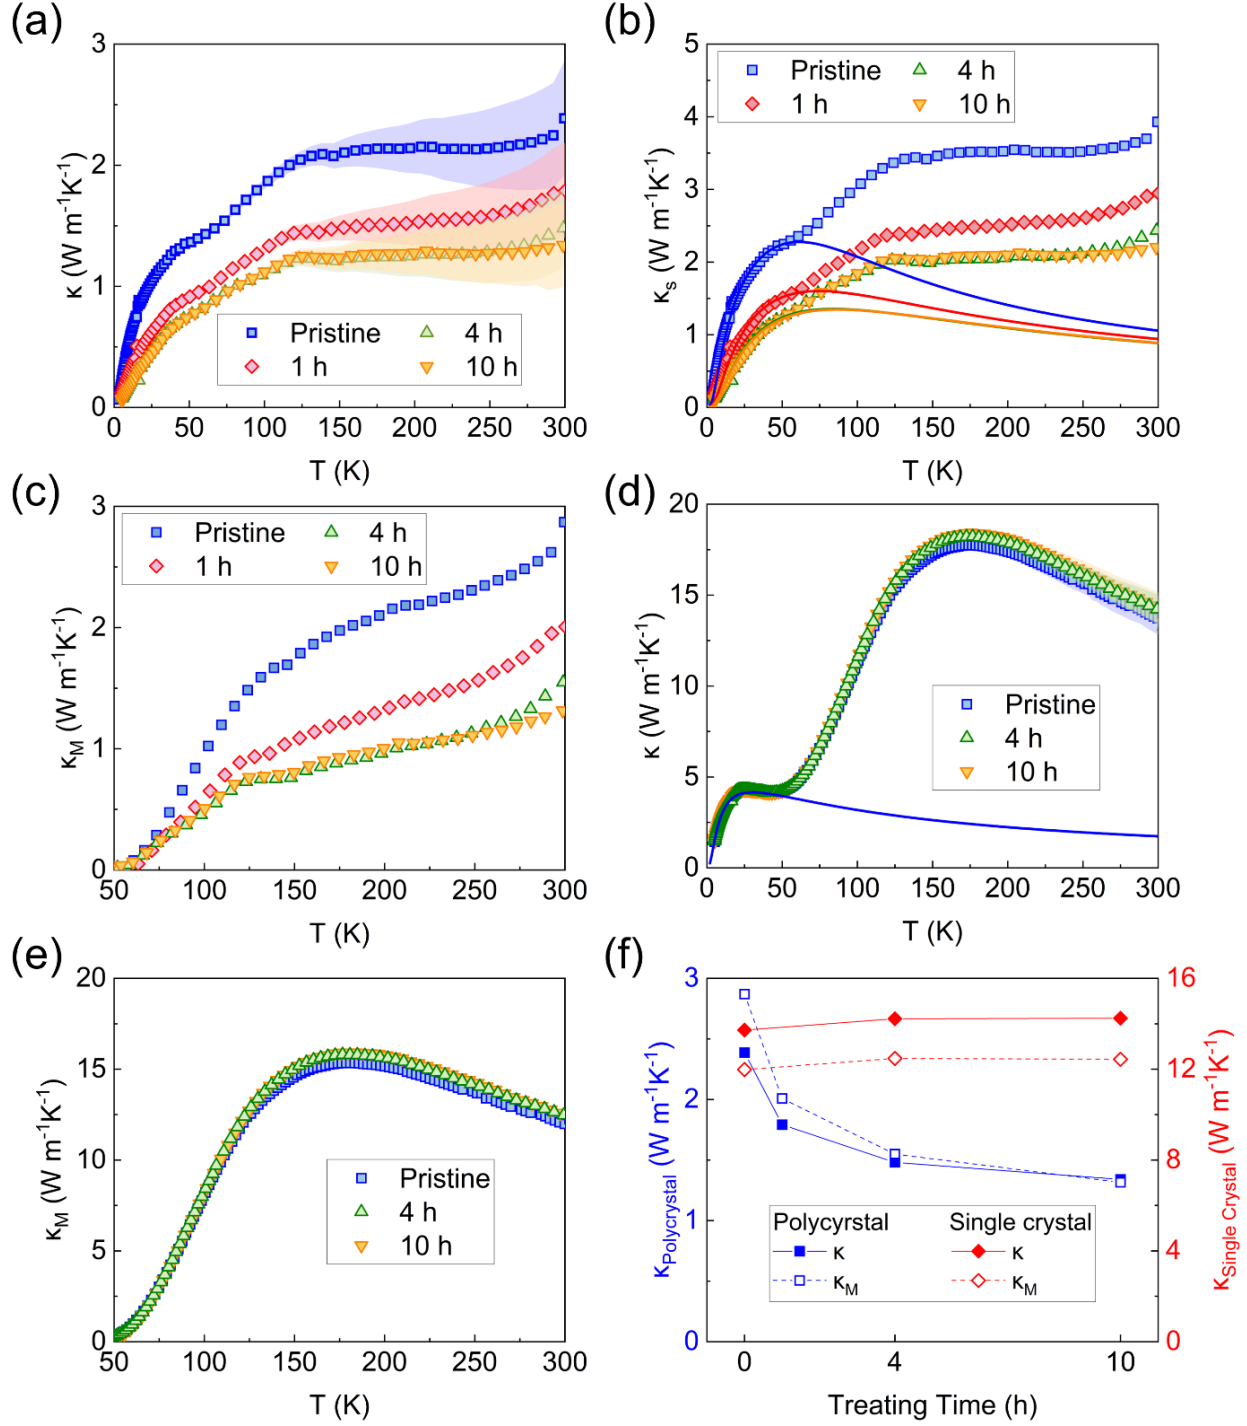 (a)
3
2
1
0
κ (W m⁻¹K⁻¹)
Pristine
4 h
1 h
10 h
0 50 100 150 200 250 300
T (K)
(b)
5
4
3
2
1
0
κs (W m⁻¹K⁻¹)
Pristine
4 h
1 h
10 h
0 50 100 150 200 250 300
T (K)
(c)
3
2
1
0
κM (W m⁻¹K⁻¹)
Pristine
4 h
1 h
10 h
50 100 150 200 250 300
T (K)
(d)
20
15
10
5
0
κ (W m⁻¹K⁻¹)
Pristine
4 h
10 h
0 50 100 150 200 250 300
T (K)
(e)
20
15
10
5
0
κM (W m⁻¹K⁻¹)
Pristine
4 h
10 h
50 100 150 200 250 300
T (K)
(f)
3
2
1
0
κPolycrystal (W m⁻¹K⁻¹)
16
12
8
4
0
κSingle Crystal (W m⁻¹K⁻¹)
Polycyrstal Single crystal
κ κ
κM κM
0 4 10
Treating Time (h)